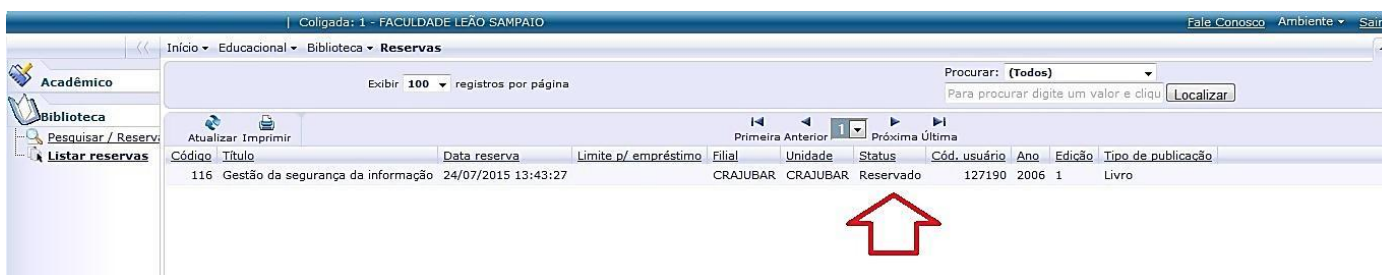 | Coligada: 1 - FACULDADE LEÃO SAMPAIO Fale Conosco Ambiente Sair
Início Educacional Biblioteca Reservas
Acadêmico
Biblioteca
Pesquisar / Reserva
Listar reservas
Exibir 100 registros por página
Procurar: (Todos)
Para procurar digite um valor e cliqu Localizar
Atualizar Imprimir
Primeira Anterior 1 Próxima Última
Código Título Data reserva Limite p/ empréstimo Filial Unidade Status Cód. usuário Ano Edição Tipo de publicação
116 Gestão da segurança da informação 24/07/2015 13:43:27 CRAJUBAR CRAJUBAR Reservado 127190 2006 1 Livro